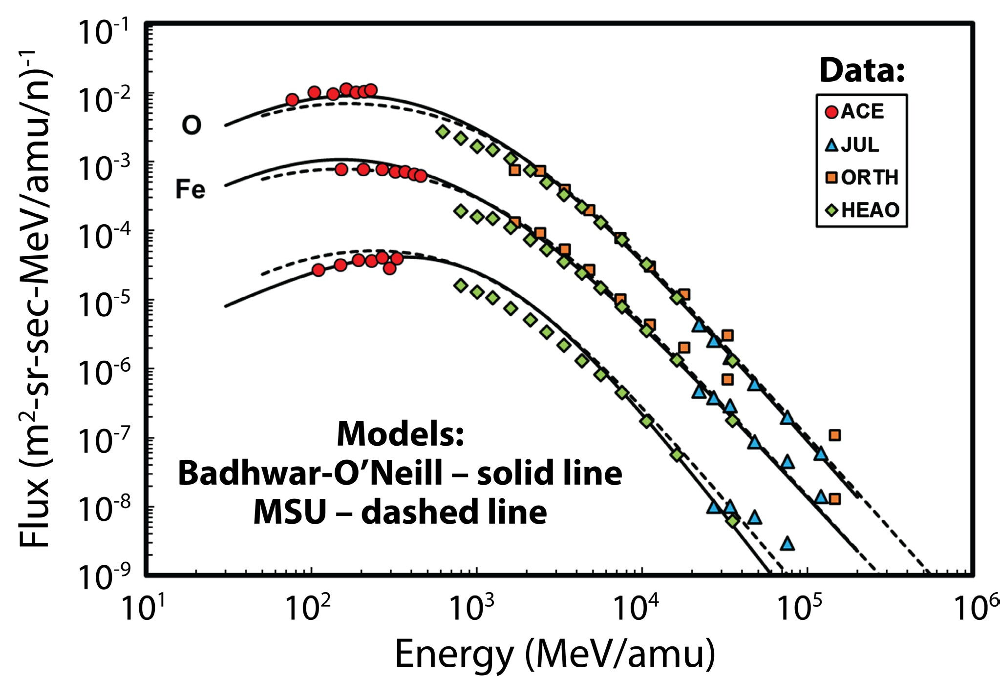 Flux (m²-sr-sec-MeV/amu/n)⁻¹
10⁻¹
10⁻²
10⁻³
10⁻⁴
10⁻⁵
10⁻⁶
10⁻⁷
10⁻⁸
10⁻⁹
O
Fe
Data:
ACE
JUL
ORTH
HEAO
Models:
Badhwar-O’Neill – solid line
MSU – dashed line
10¹ 10² 10³ 10⁴ 10⁵ 10⁶
Energy (MeV/amu)